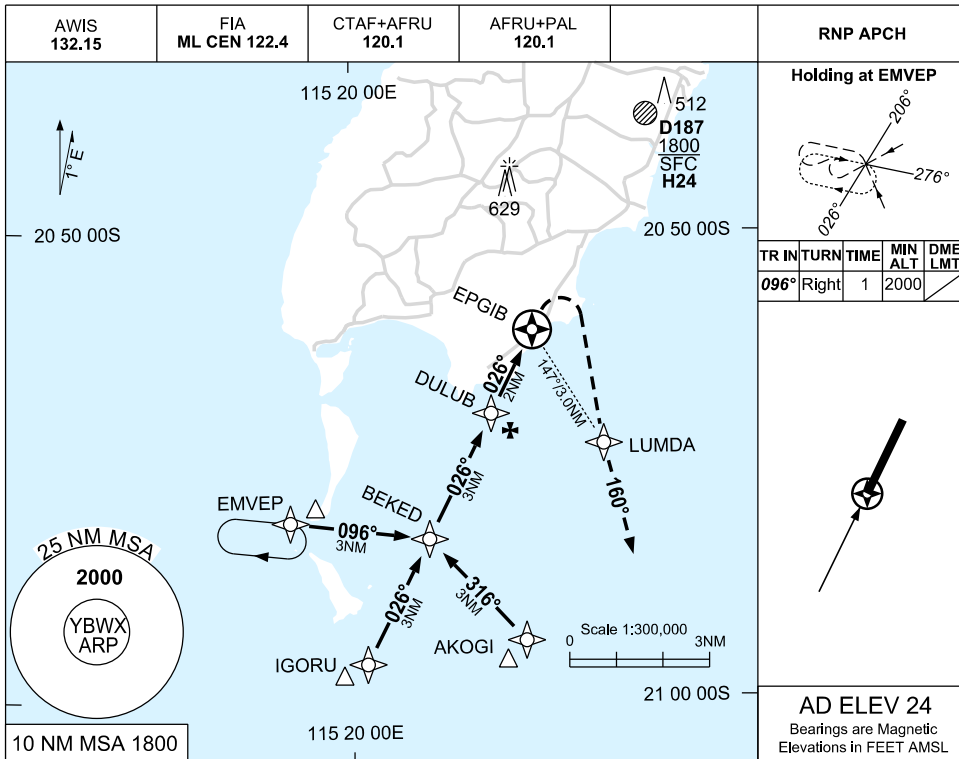 AWIS
132.15
FIA
ML CEN 122.4
CTAF+AFRU
120.1
AFRU+PAL
120.1
RNP APCH
115 20 00E
1° E
512
D187
1800
SFC
H24
629
20 50 00S
20 50 00S
EPGIB
026°
2NM
147°/3.0NM
DULUB
LUMDA
026°
3NM
160°
BEKED
EMVEP
096°
3NM
25 NM MSA
2000
YBWX
ARP
026°
3NM
316°
3NM
IGORU
AKOGI
Scale 1:300,000
0
3NM
21 00 00S
115 20 00E
10 NM MSA 1800
Holding at EMVEP
206°
276°
026°
TR IN TURN TIME MIN ALT DME LMT
096° Right 1 2000
AD ELEV 24
Bearings are Magnetic
Elevations in FEET AMSL